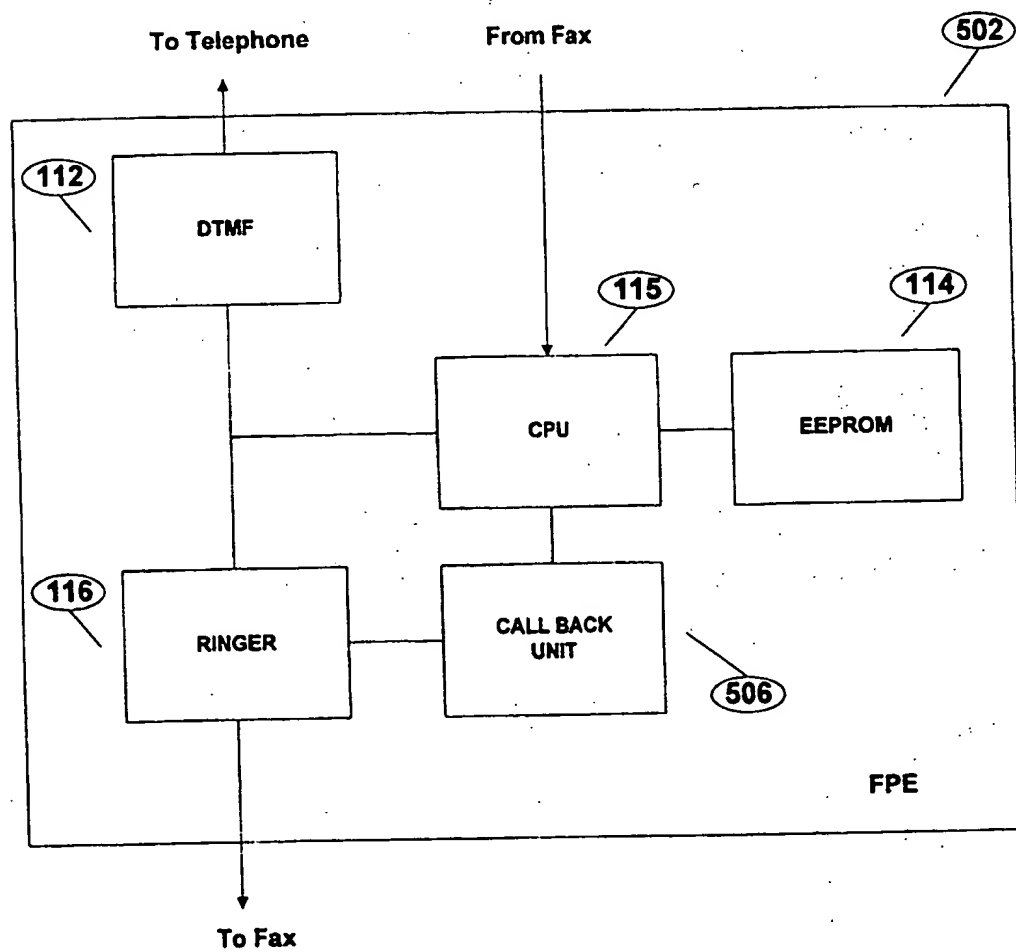 To Telephone
From Fax
502
112
DTMF
115
114
CPU
EEPROM
116
RINGER
CALL BACK
UNIT
506
FPE
To Fax